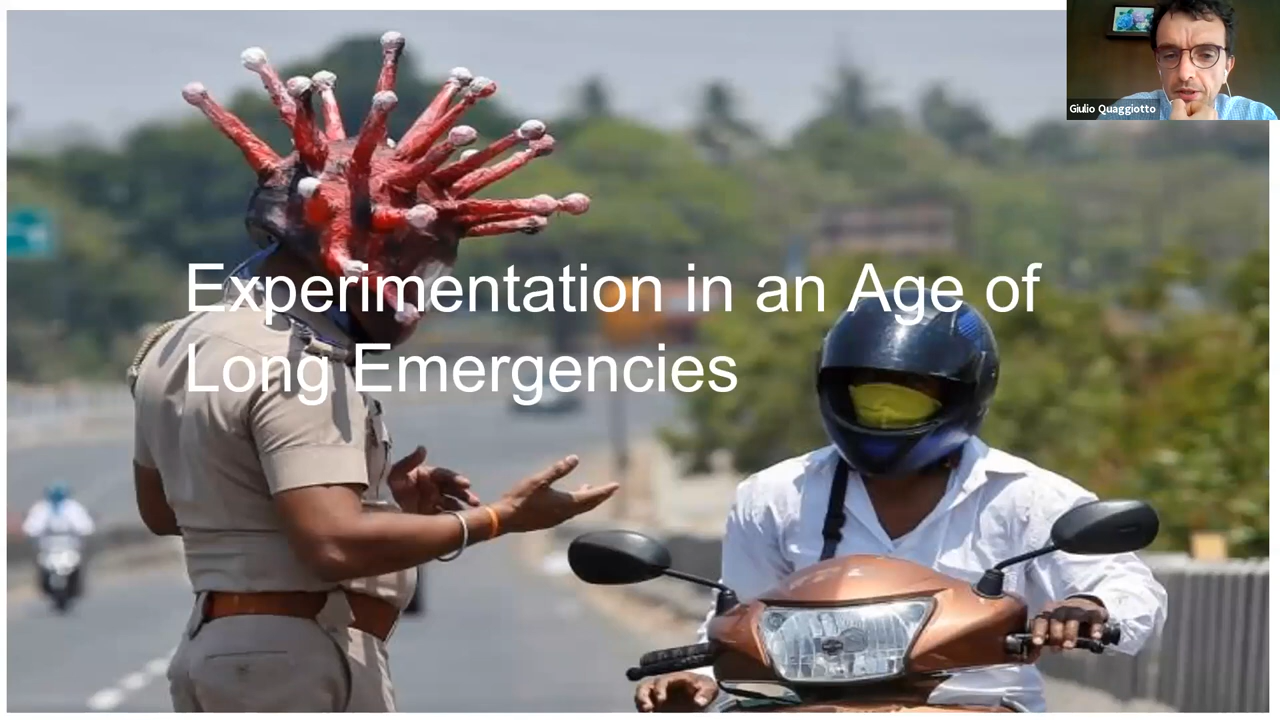 Giulio Quaggiotto
Experimentation in an Age of
Long Emergencies